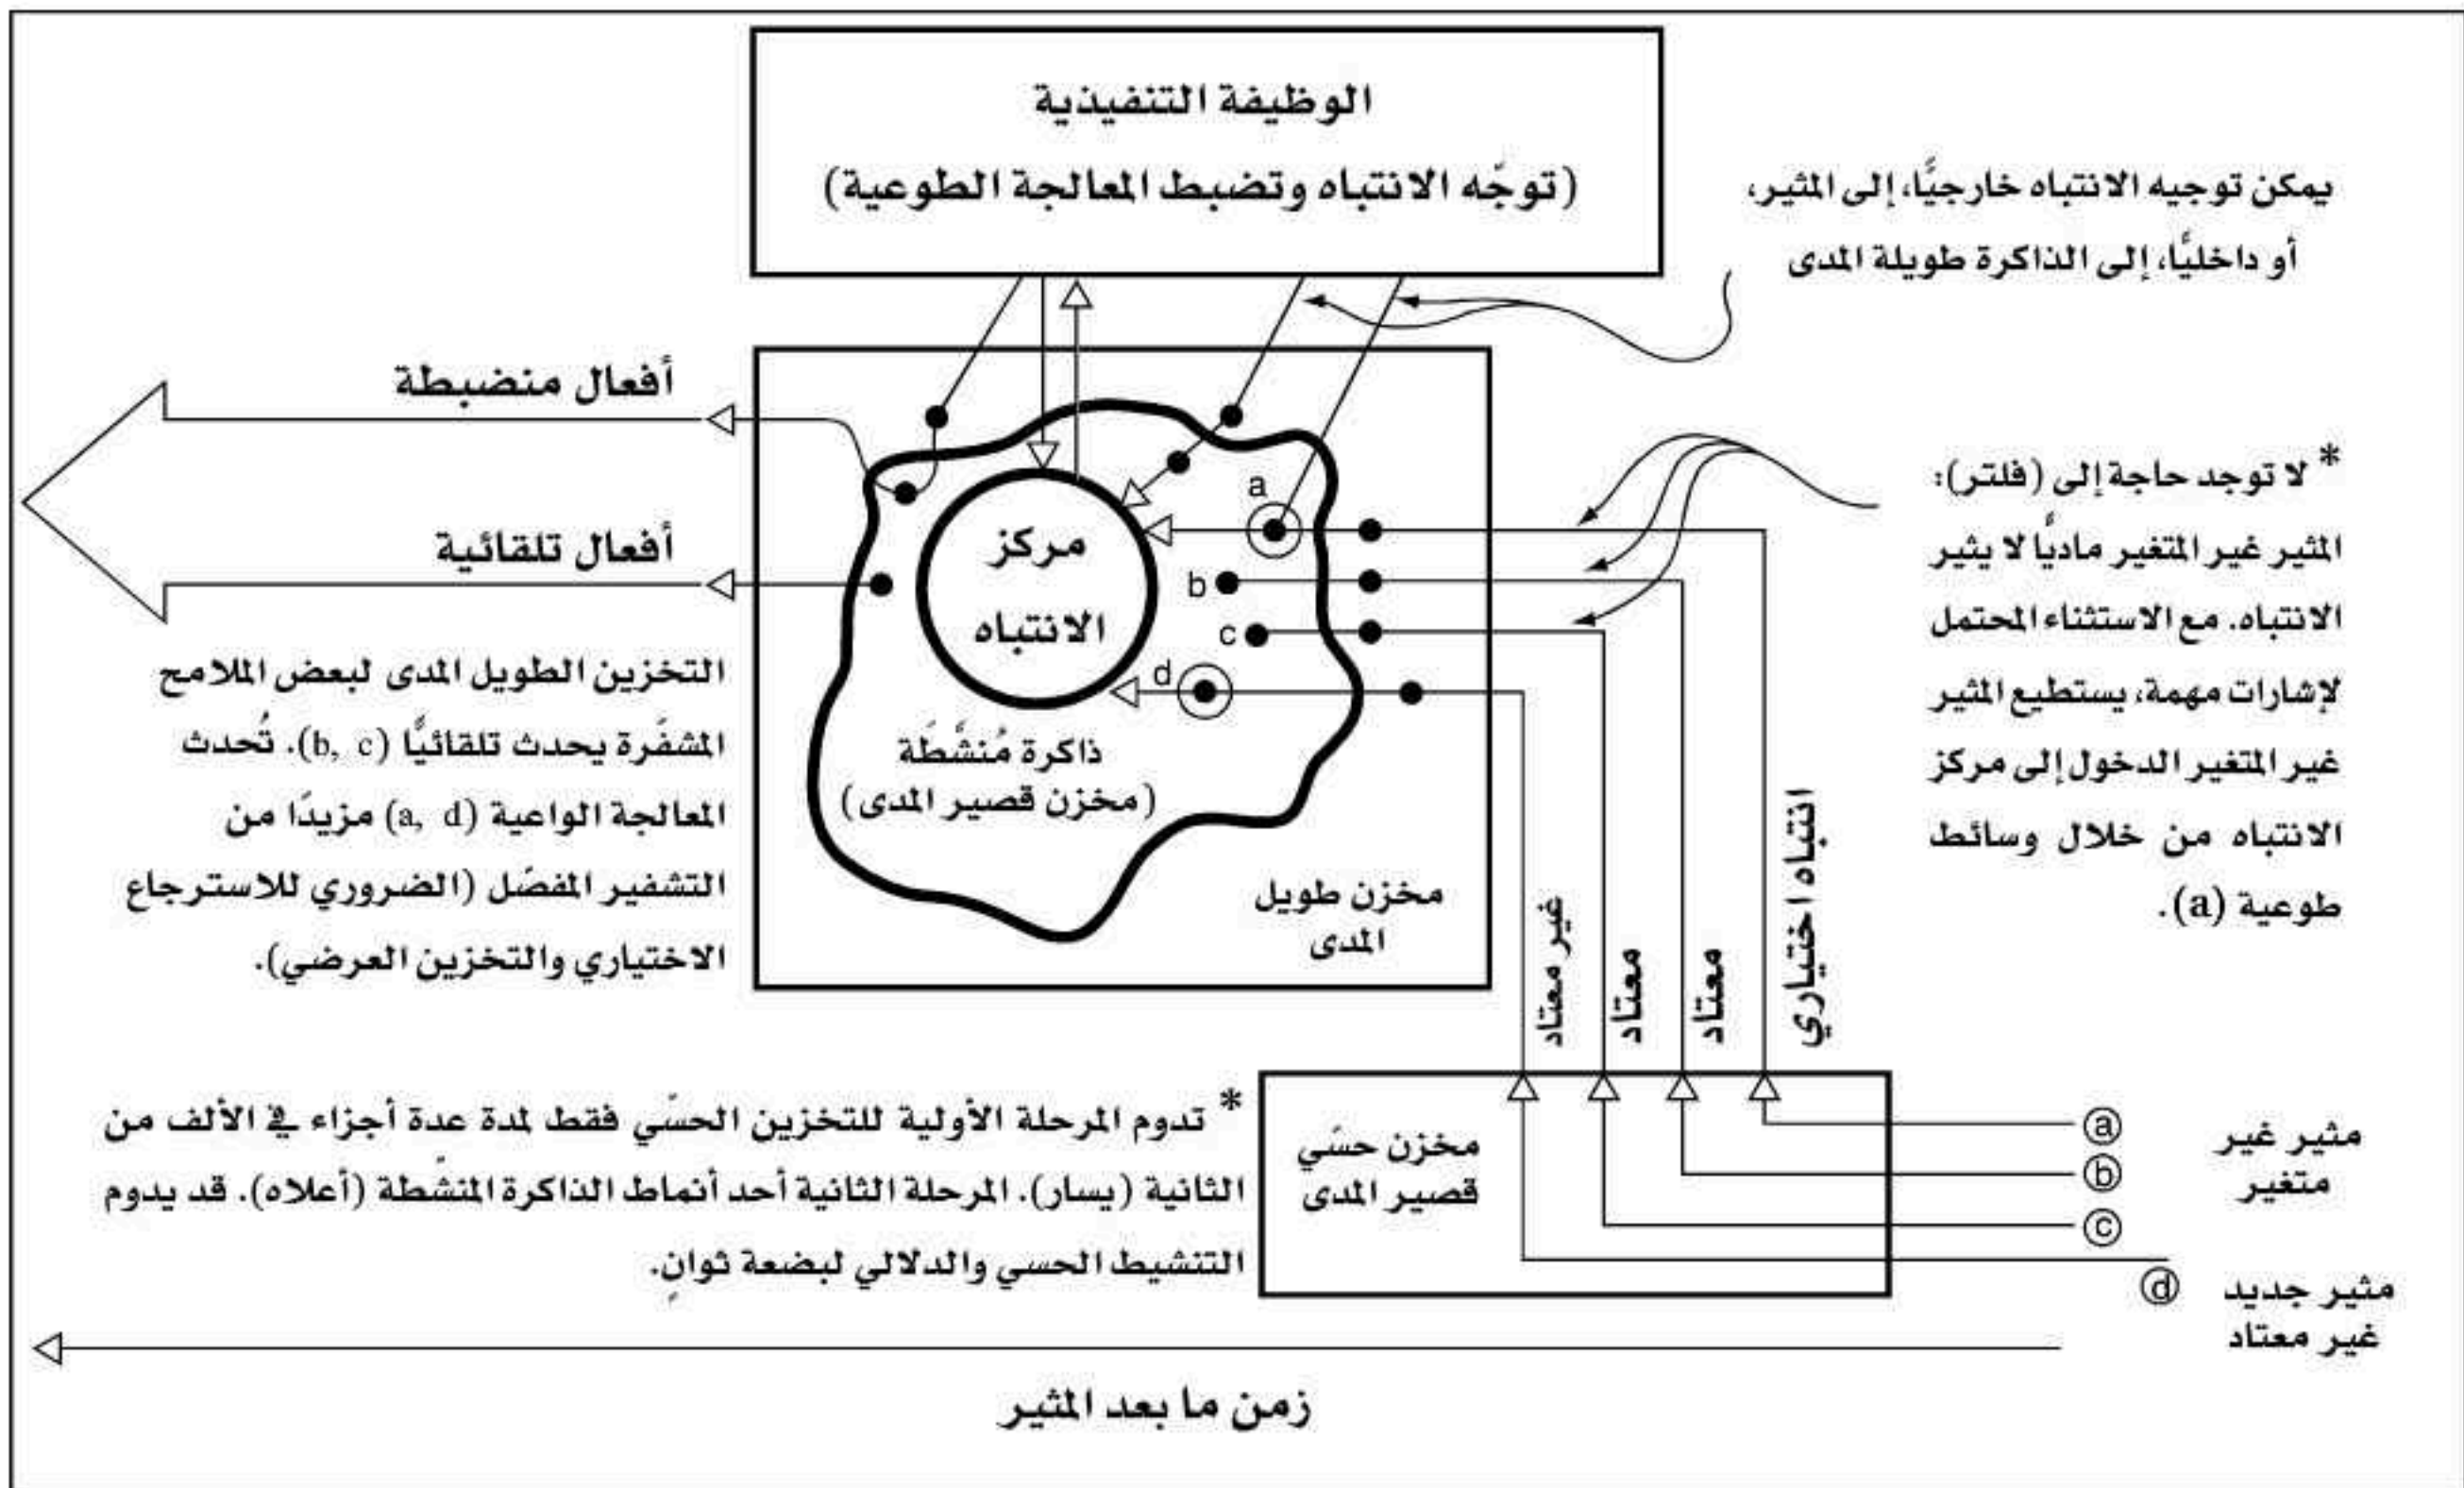 الوظيفة التنفيذية
(توجّه الانتباه وتضبط المعالجة الطوعية)
يمكن توجيه الانتباه خارجيًّا، إلى المثير،
أو داخليًّا، إلى الذاكرة طويلة المدى
أفعال منضبطة
أفعال تلقائية
* لا توجد حاجة إلى (فلتر):
المثير غير المتغير ماديًّا لا يثير
الانتباه. مع الاستثناء المحتمل
لإشارات مهمة، يستطيع المثير
غير المتغير الدخول إلى مركز
الانتباه من خلال وسائط
طوعية (a).
a
b
c
d
مركز
الانتباه
ذاكرة مُنشَّطَة
(مخزن قصير المدى)
مخزن طويل
المدى
التخزين الطويل المدى لبعض الملامح
المشفّرة يحدث تلقائيًّا (b, c). تُحدث
المعالجة الواعية (a, d) مزيدًا من
التشفير المفصّل (الضروري للاسترجاع
الاختياري والتخزين العرضي).
انتباه اختياري
معتاد
معتاد
غير معتاد
مثير غير
متغير
ⓐ
ⓑ
ⓒ
ⓓ
مثير جديد
غير معتاد
مخزن حسّي
قصير المدى
* تدوم المرحلة الأولية للتخزين الحسّي فقط لمدة عدة أجزاء في الألف من
الثانية (يسار). المرحلة الثانية أحد أنماط الذاكرة المنشّطة (أعلاه). قد يدوم
التنشيط الحسي والدلالي لبضعة ثوانٍ.
زمن ما بعد المثير